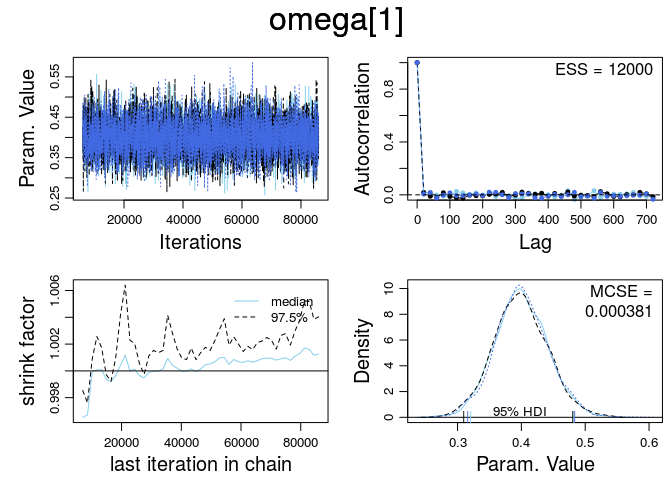 omega[1]
Param. Value
0.25 0.35 0.45 0.55
20000 40000 60000 80000
Iterations
Autocorrelation
0.0 0.4 0.8
ESS = 12000
0 100 200 300 400 500 600 700
Lag
shrink factor
0.998 1.002 1.006
median
97.5%
20000 40000 60000 80000
last iteration in chain
Density
0 2 4 6 8 10
MCSE =
0.000381
95% HDI
0.3 0.4 0.5 0.6
Param. Value